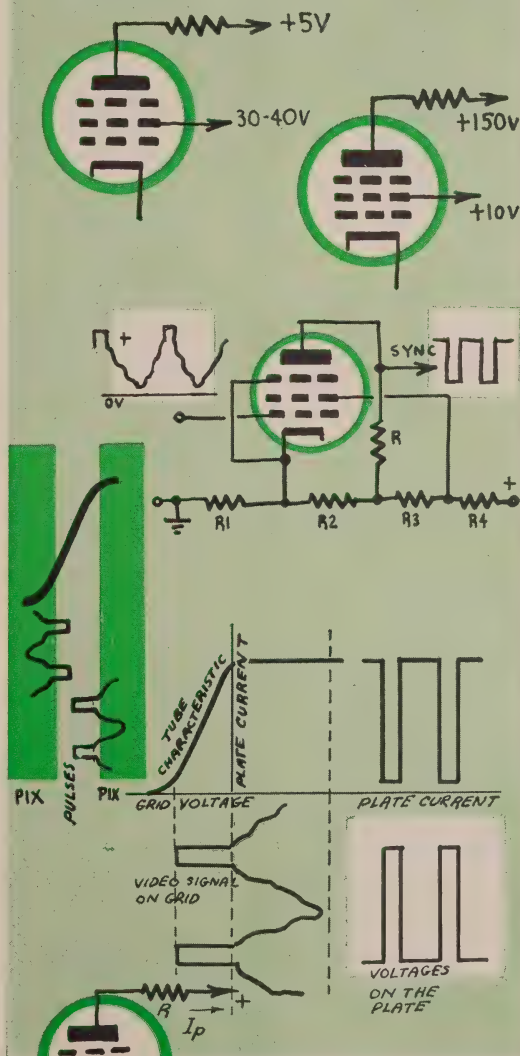 +5V
30-40V
+150V
+10V
+
0V
SYNC
R
+
R1
R2
R3
R4
TUBE
CHARACTERISTIC
PLATE CURRENT
PIX
PULSES
PIX
GRID VOLTAGE
PLATE CURRENT
VIDEO SIGNAL
ON GRID
VOLTAGES
ON THE
PLATE
R
+
Ip